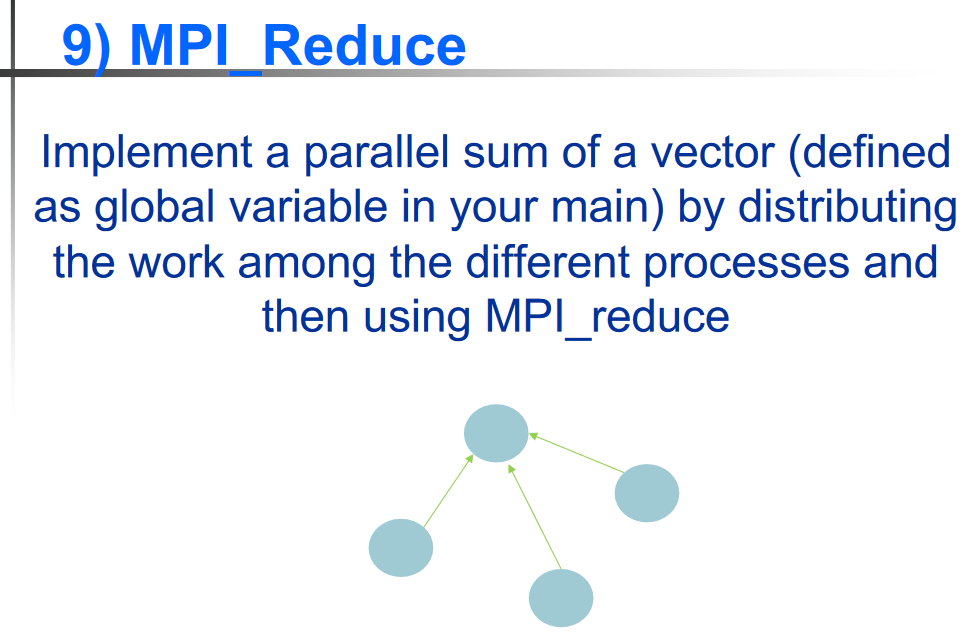 9) MPI_Reduce
Implement a parallel sum of a vector (defined
as global variable in your main) by distributing
the work among the different processes and
then using MPI_reduce